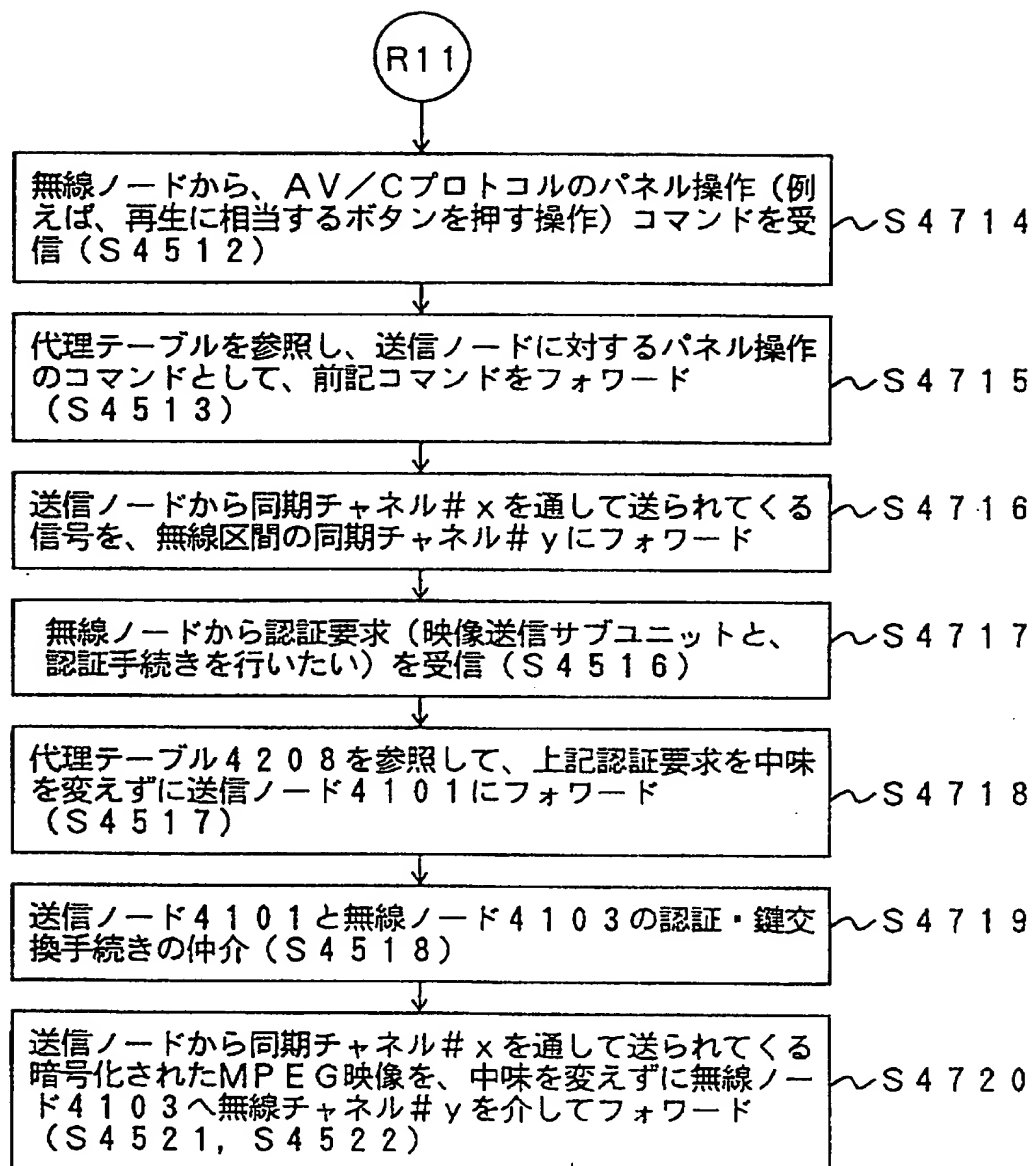 R11
無線ノードから、AV/Cプロトコルのパネル操作(例
えば、再生に相当するボタンを押す操作)コマンドを受
信(S4512)
~S4714
代理テーブルを参照し、送信ノードに対するパネル操作
のコマンドとして、前記コマンドをフォワード
(S4513)
~S4715
送信ノードから同期チャネル#xを通して送られてくる
信号を、無線区間の同期チャネル#yにフォワード
~S4716
無線ノードから認証要求(映像送信サブユニットと、
認証手続きを行いたい)を受信(S4516)
~S4717
代理テーブル4208を参照して、上記認証要求を中味
を変えずに送信ノード4101にフォワード
(S4517)
~S4718
送信ノード4101と無線ノード4103の認証・鍵交
換手続きの仲介(S4518)
~S4719
送信ノードから同期チャネル#xを通して送られてくる
暗号化されたMPEG映像を、中味を変えずに無線ノー
ド4103へ無線チャネル#yを介してフォワード
(S4521, S4522)
~S4720